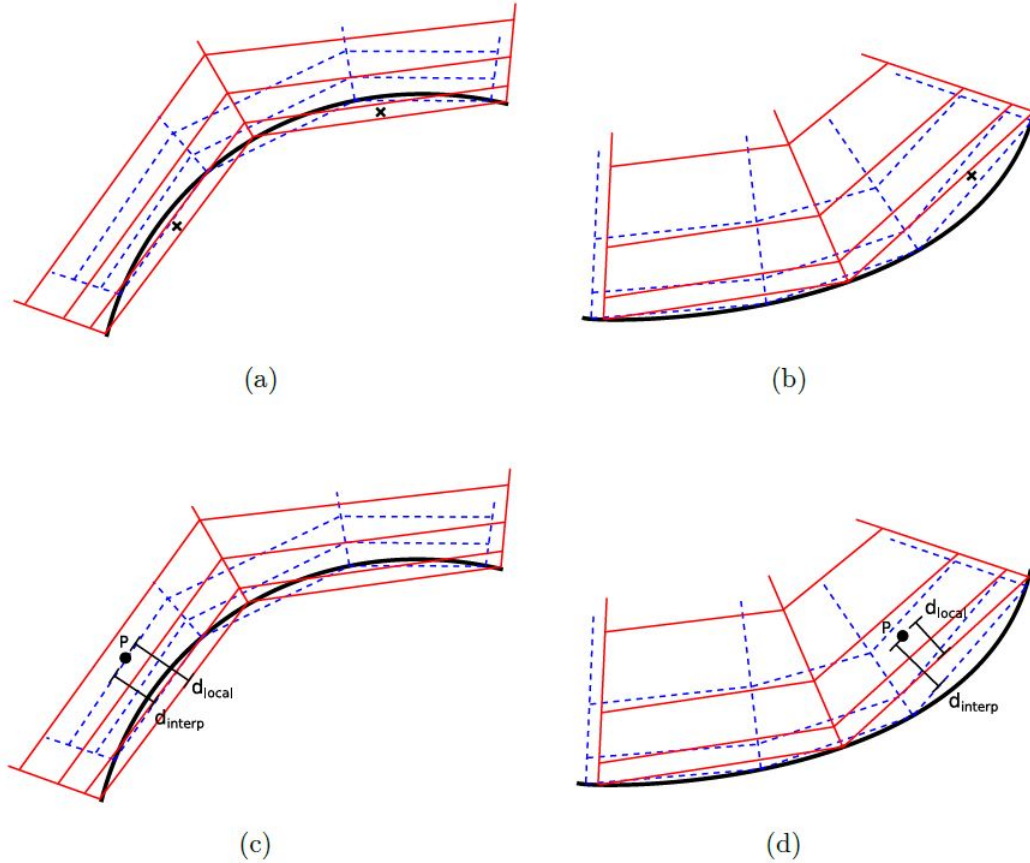 (a)
(b)
P
d_local
d_interp
P
d_local
d_interp
(c)
(d)